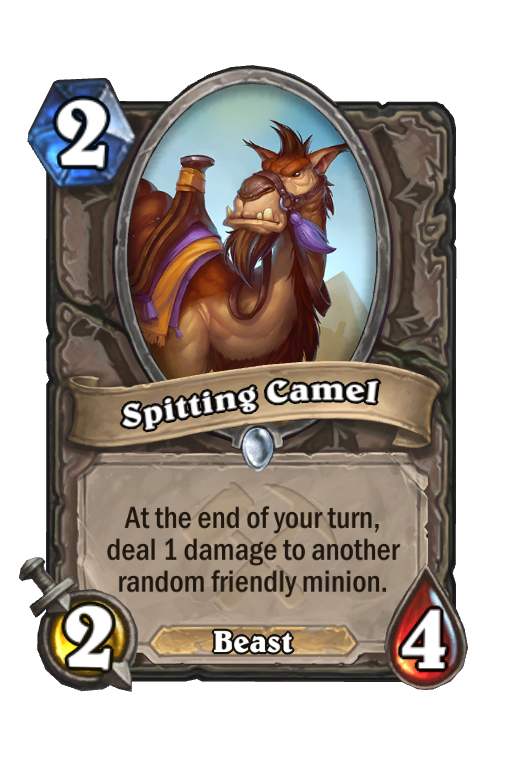 2
Spitting Camel
At the end of your turn,
deal 1 damage to another
random friendly minion.
2
Beast
4